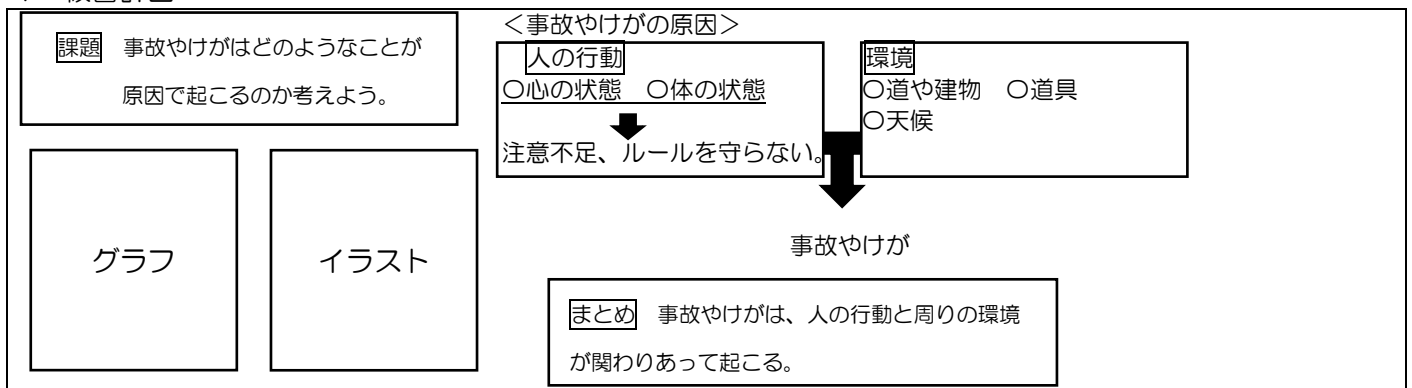 課題 事故やけがはどのようなことが
原因で起こるのか考えよう。
グラフ
イラスト
＜事故やけがの原因＞
人の行動
〇心の状態 〇体の状態
注意不足、ルールを守らない。
環境
〇道や建物 〇道具
〇天候
事故やけが
まとめ 事故やけがは、人の行動と周りの環境
が関わりあって起こる。